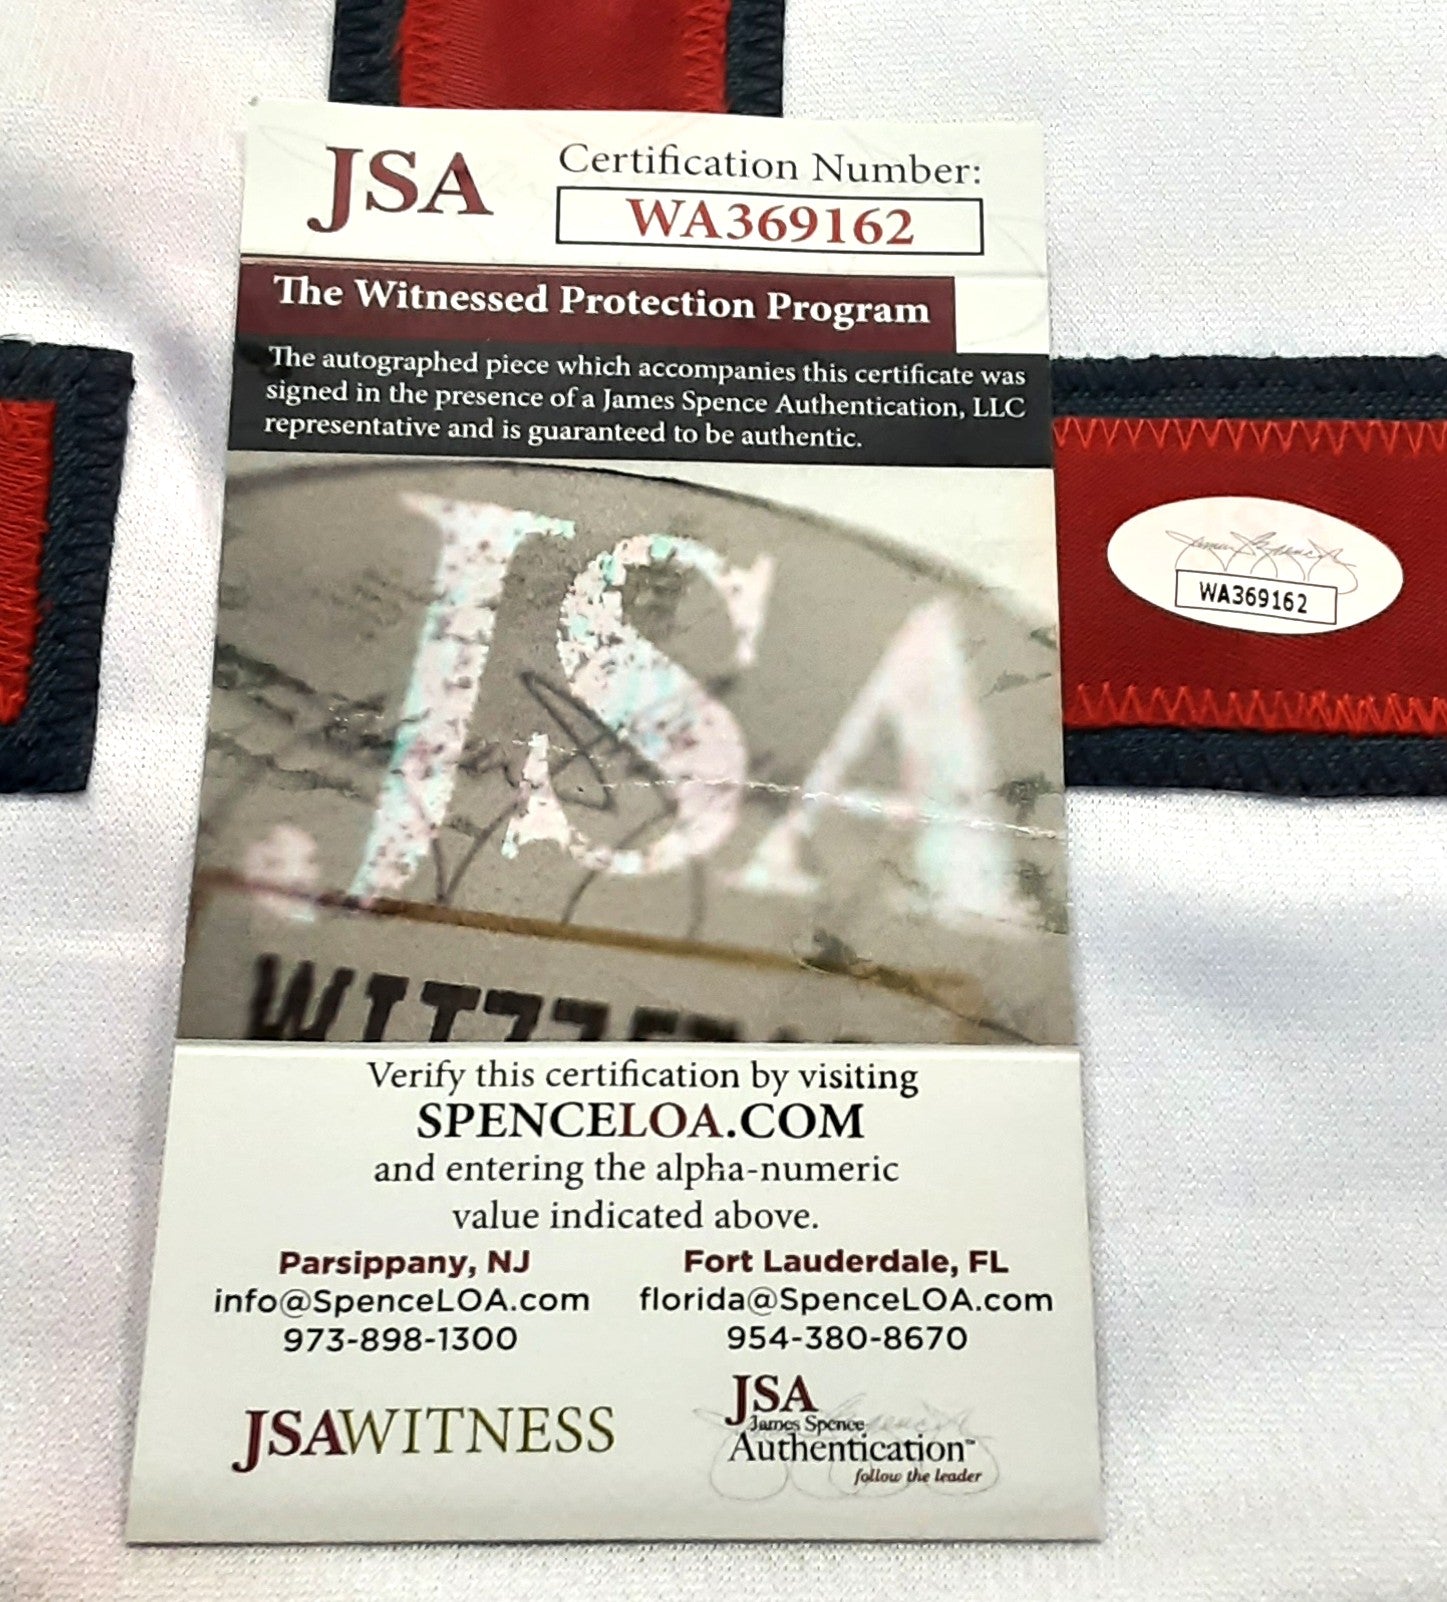 JSA
Certification Number:
WA369162
The Witnessed Protection Program
The autographed piece which accompanies this certificate was
signed in the presence of a James Spence Authentication, LLC
representative and is guaranteed to be authentic.
JSA
Verify this certification by visiting
SPENCELOA.COM
and entering the alpha-numeric
value indicated above.
Parsippany, NJ
info@SpenceLOA.com
973-898-1300
Fort Lauderdale, FL
florida@SpenceLOA.com
954-380-8670
JSAWITNESS
JSA
James Spence
Authentication™
follow the leader
James Spence
WA369162